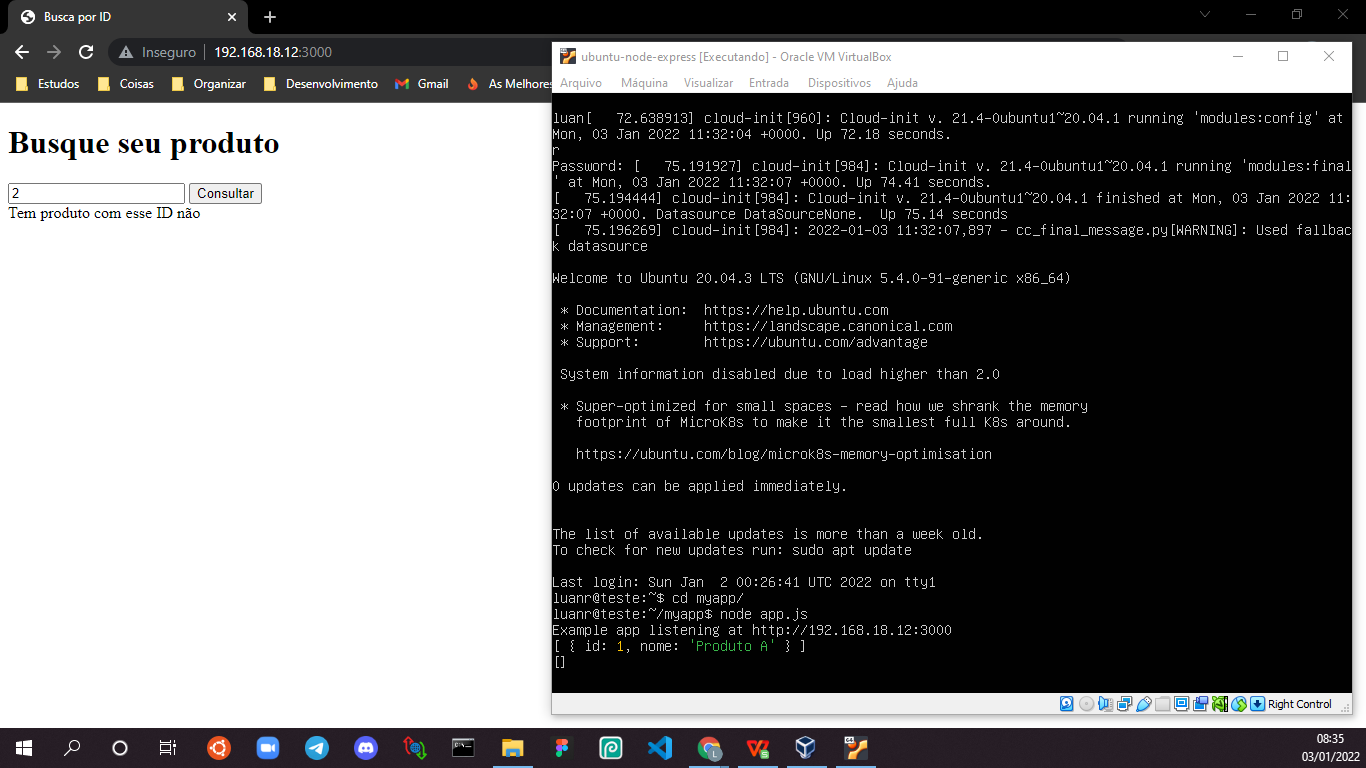 Busca por ID
Inseguro
192.168.18.12:3000
Estudos
Coisas
Organizar
Desenvolvimento
Gmail
As Melhore
Busque seu produto
2
Consultar
Tem produto com esse ID não
ubuntu-node-express [Executando] - Oracle VM VirtualBox
Arquivo Máquina Visualizar Entrada Dispositivos Ajuda
luan[   72.638913] cloud-init[960]: Cloud-init v. 21.4-0ubuntu1~20.04.1 running 'modules:config' at
Mon, 03 Jan 2022 11:32:04 +0000. Up 72.18 seconds.
r
Password: [   75.191927] cloud-init[984]: Cloud-init v. 21.4-0ubuntu1~20.04.1 running 'modules:final
' at Mon, 03 Jan 2022 11:32:07 +0000. Up 74.41 seconds.
[   75.194444] cloud-init[984]: Cloud-init v. 21.4-0ubuntu1~20.04.1 finished at Mon, 03 Jan 2022 11:
32:07 +0000. Datasource DataSourceNone.  Up 75.14 seconds
[   75.196269] cloud-init[984]: 2022-01-03 11:32:07,897 - cc_final_message.py[WARNING]: Used fallbac
k datasource
Welcome to Ubuntu 20.04.3 LTS (GNU/Linux 5.4.0-91-generic x86_64)
* Documentation:  https://help.ubuntu.com
* Management:     https://landscape.canonical.com
* Support:        https://ubuntu.com/advantage
System information disabled due to load higher than 2.0
* Super-optimized for small spaces - read how we shrank the memory
footprint of MicroK8s to make it the smallest full K8s around.
https://ubuntu.com/blog/microk8s-memory-optimisation
0 updates can be applied immediately.
The list of available updates is more than a week old.
To check for new updates run: sudo apt update
Last login: Sun Jan  2 00:26:41 UTC 2022 on tty1
luanr@teste:~$ cd myapp/
luanr@teste:~/myapp$ node app.js
Example app listening at http://192.168.18.12:3000
[ { id: 1, nome: 'Produto A' } ]
[]
Right Control
08:35
03/01/2022